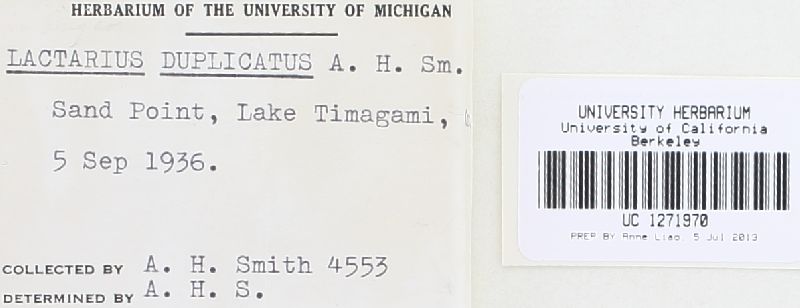 HERBARIUM OF THE UNIVERSITY OF MICHIGAN
LACTARIUS DUPLICATUS A. H. Sm.
Sand Point, Lake Timagami,
5 Sep 1936.
COLLECTED BY A. H. Smith 4553
DETERMINED BY A. H. S.
UNIVERSITY HERBARIUM
University of California
Berkeley
UC 1271970
PREP BY Anne Liao, 5 Jul 2013